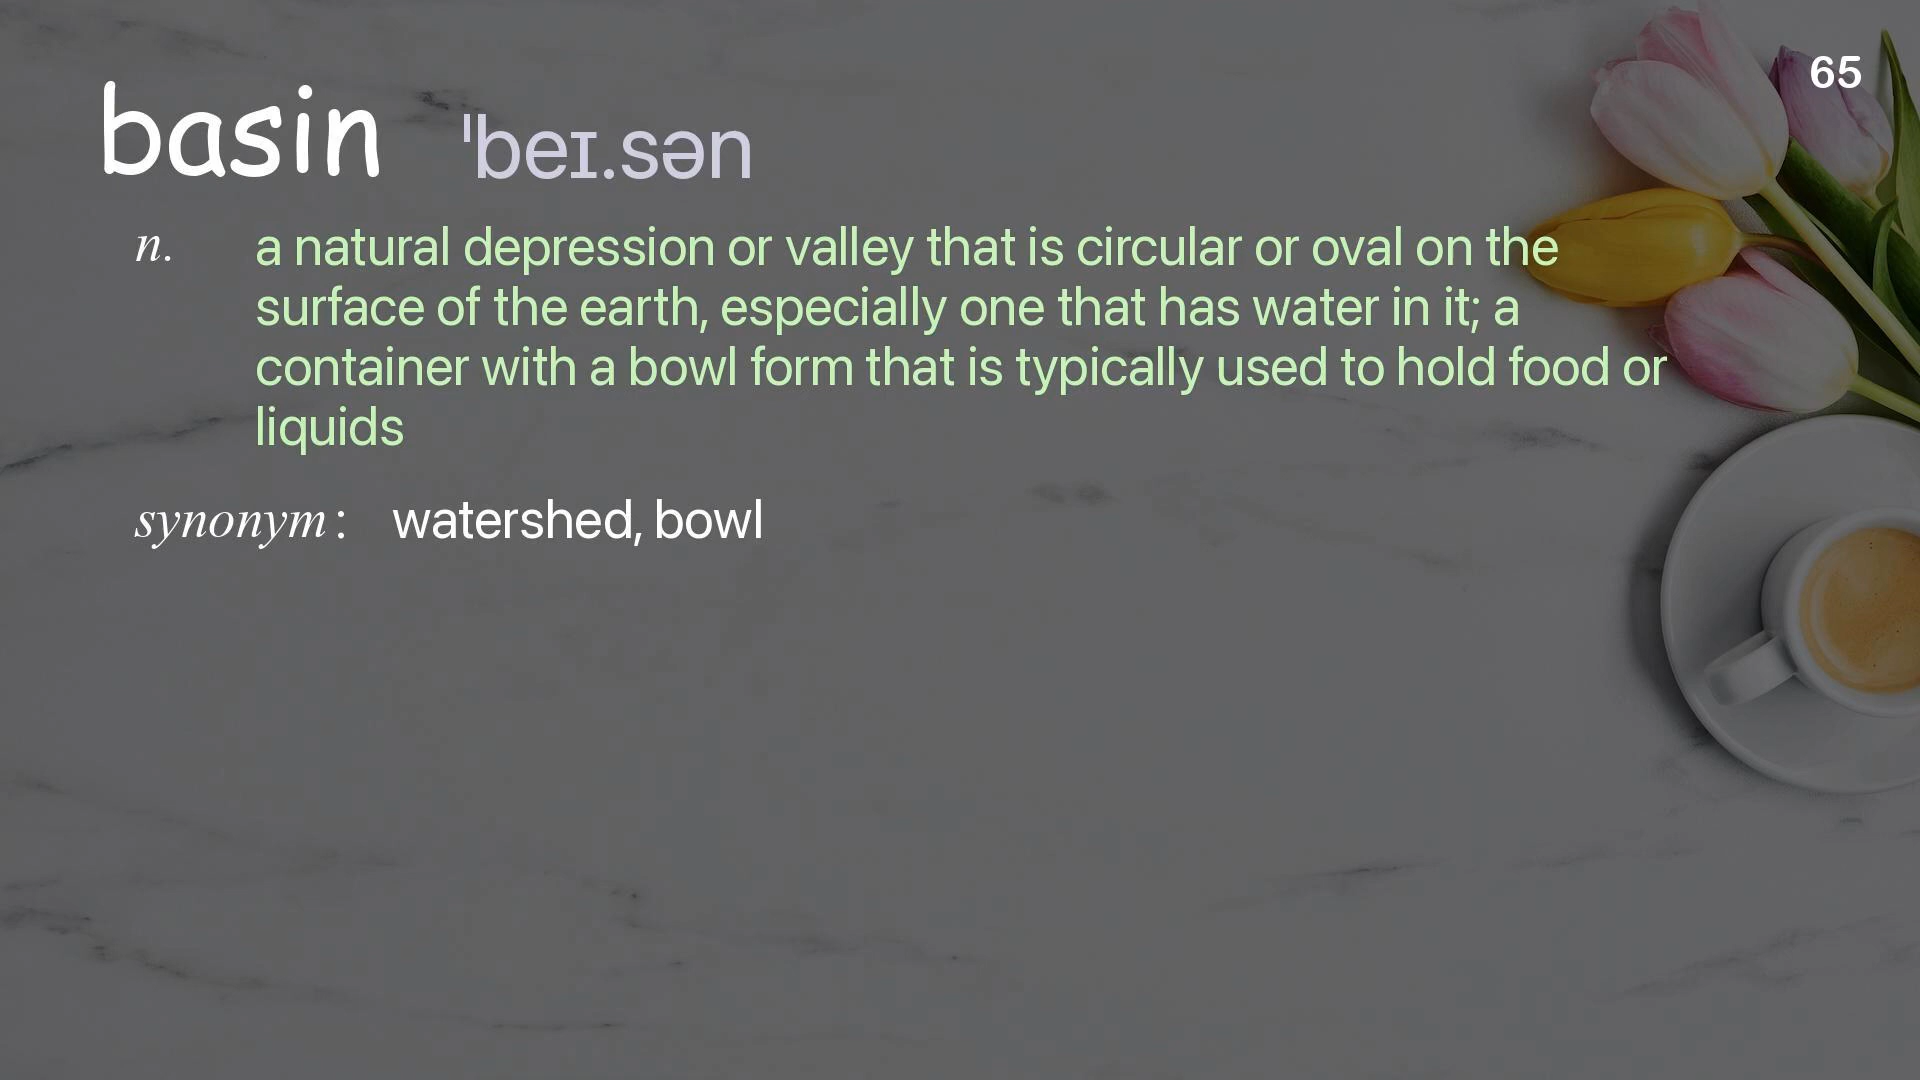 65
basin ˈbeɪ.sən
n. a natural depression or valley that is circular or oval on the
surface of the earth, especially one that has water in it; a
container with a bowl form that is typically used to hold food or
liquids
synonym: watershed, bowl